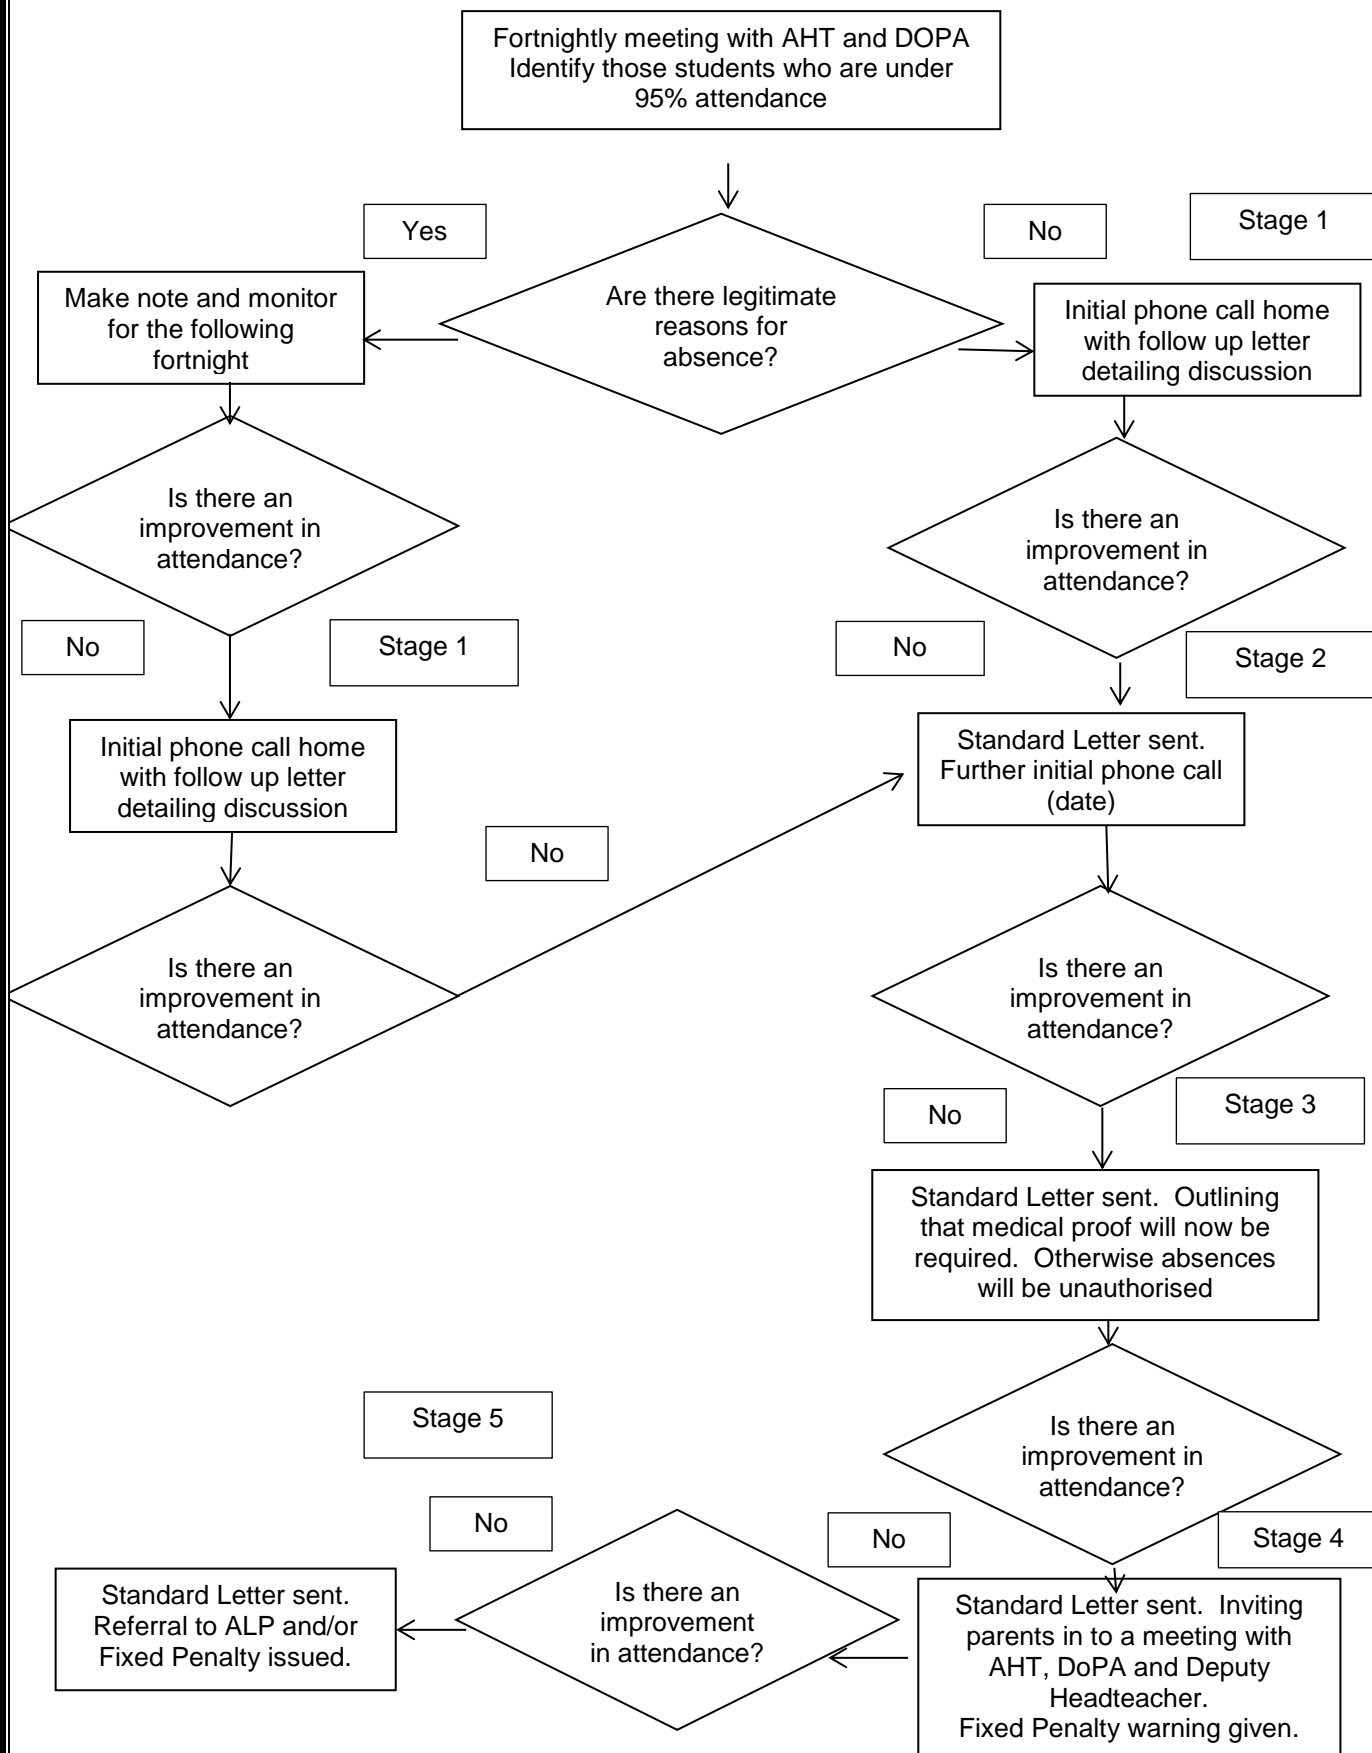 Fortnightly meeting with AHT and DOPA
Identify those students who are under
95% attendance
Yes
No
Stage 1
Make note and monitor
for the following
fortnight
Are there legitimate
reasons for
absence?
Initial phone call home
with follow up letter
detailing discussion
Is there an
improvement in
attendance?
Is there an
improvement in
attendance?
No
Stage 1
No
Stage 2
Initial phone call home
with follow up letter
detailing discussion
Standard Letter sent.
Further initial phone call
(date)
No
Is there an
improvement in
attendance?
Is there an
improvement in
attendance?
No
Stage 3
Standard Letter sent.  Outlining
that medical proof will now be
required.  Otherwise absences
will be unauthorised
Stage 5
Is there an
improvement in
attendance?
No
No
Stage 4
Standard Letter sent.
Referral to ALP and/or
Fixed Penalty issued.
Is there an
improvement
in attendance?
Standard Letter sent.  Inviting
parents in to a meeting with
AHT, DoPA and Deputy
Headteacher.
Fixed Penalty warning given.